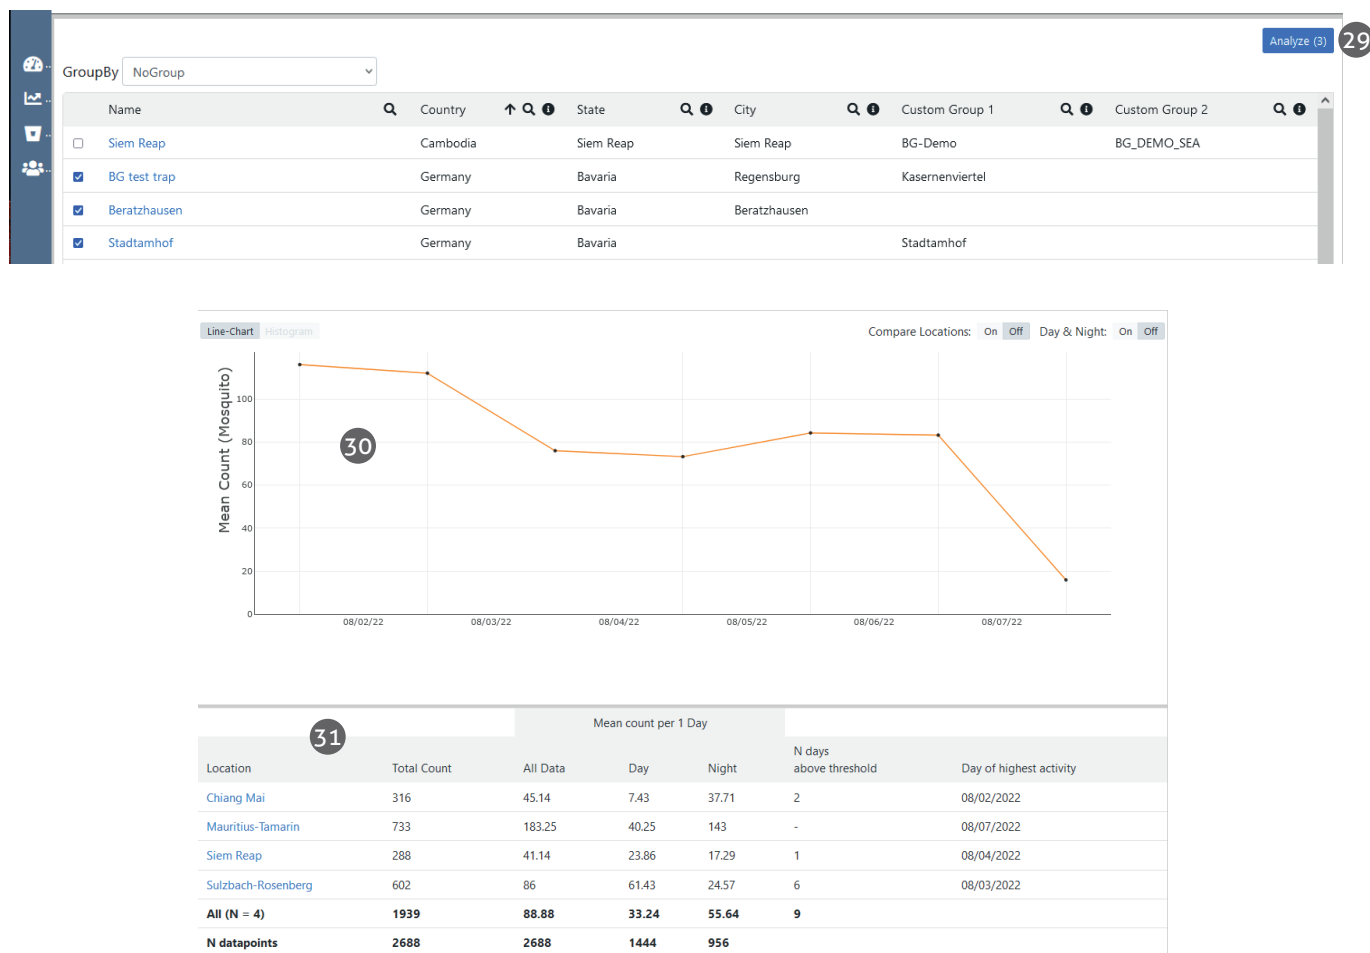 Analyze (3) 29
GroupBy NoGroup
Name Country State City Custom Group 1 Custom Group 2
Siem Reap Cambodia Siem Reap Siem Reap BG-Demo BG_DEMO_SEA
BG test trap Germany Bavaria Regensburg Kasernenviertel
Beratzhausen Germany Bavaria Beratzhausen
Stadtamhof Germany Bavaria Stadtamhof
Line-Chart Histogram Compare Locations: On Off Day & Night: On Off
Mean Count (Mosquito)
100
80
60
40
20
0
30
08/02/22 08/03/22 08/04/22 08/05/22 08/06/22 08/07/22
Mean count per 1 Day
31
N days
Location Total Count All Data Day Night above threshold Day of highest activity
Chiang Mai 316 45.14 7.43 37.71 2 08/02/2022
Mauritius-Tamarin 733 183.25 40.25 143 - 08/07/2022
Siem Reap 288 41.14 23.86 17.29 1 08/04/2022
Sulzbach-Rosenberg 602 86 61.43 24.57 6 08/03/2022
All (N = 4) 1939 88.88 33.24 55.64 9
N datapoints 2688 2688 1444 956